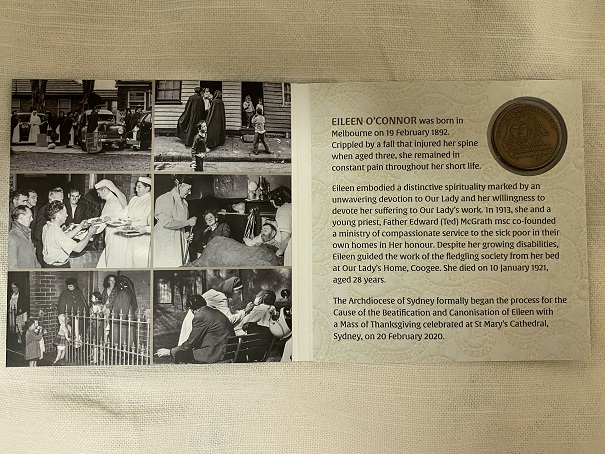 EILEEN O'CONNOR was born in
Melbourne on 19 February 1892.
Crippled by a fall that injured her spine
when aged three, she remained in
constant pain throughout her short life.
Eileen embodied a distinctive spirituality marked by an
unwavering devotion to Our Lady and her willingness to
devote her suffering to Our Lady's work. In 1913, she and a
young priest, Father Edward (Ted) McGrath msc co-founded
a ministry of compassionate service to the sick poor in their
own homes in Her honour. Despite her growing disabilities,
Eileen guided the work of the fledgling society from her bed
at Our Lady's Home, Coogee. She died on 10 January 1921,
aged 28 years.
The Archdiocese of Sydney formally began the process for the
Cause of the Beatification and Canonisation of Eileen with
a Mass of Thanksgiving celebrated at St Mary's Cathedral,
Sydney, on 20 February 2020.